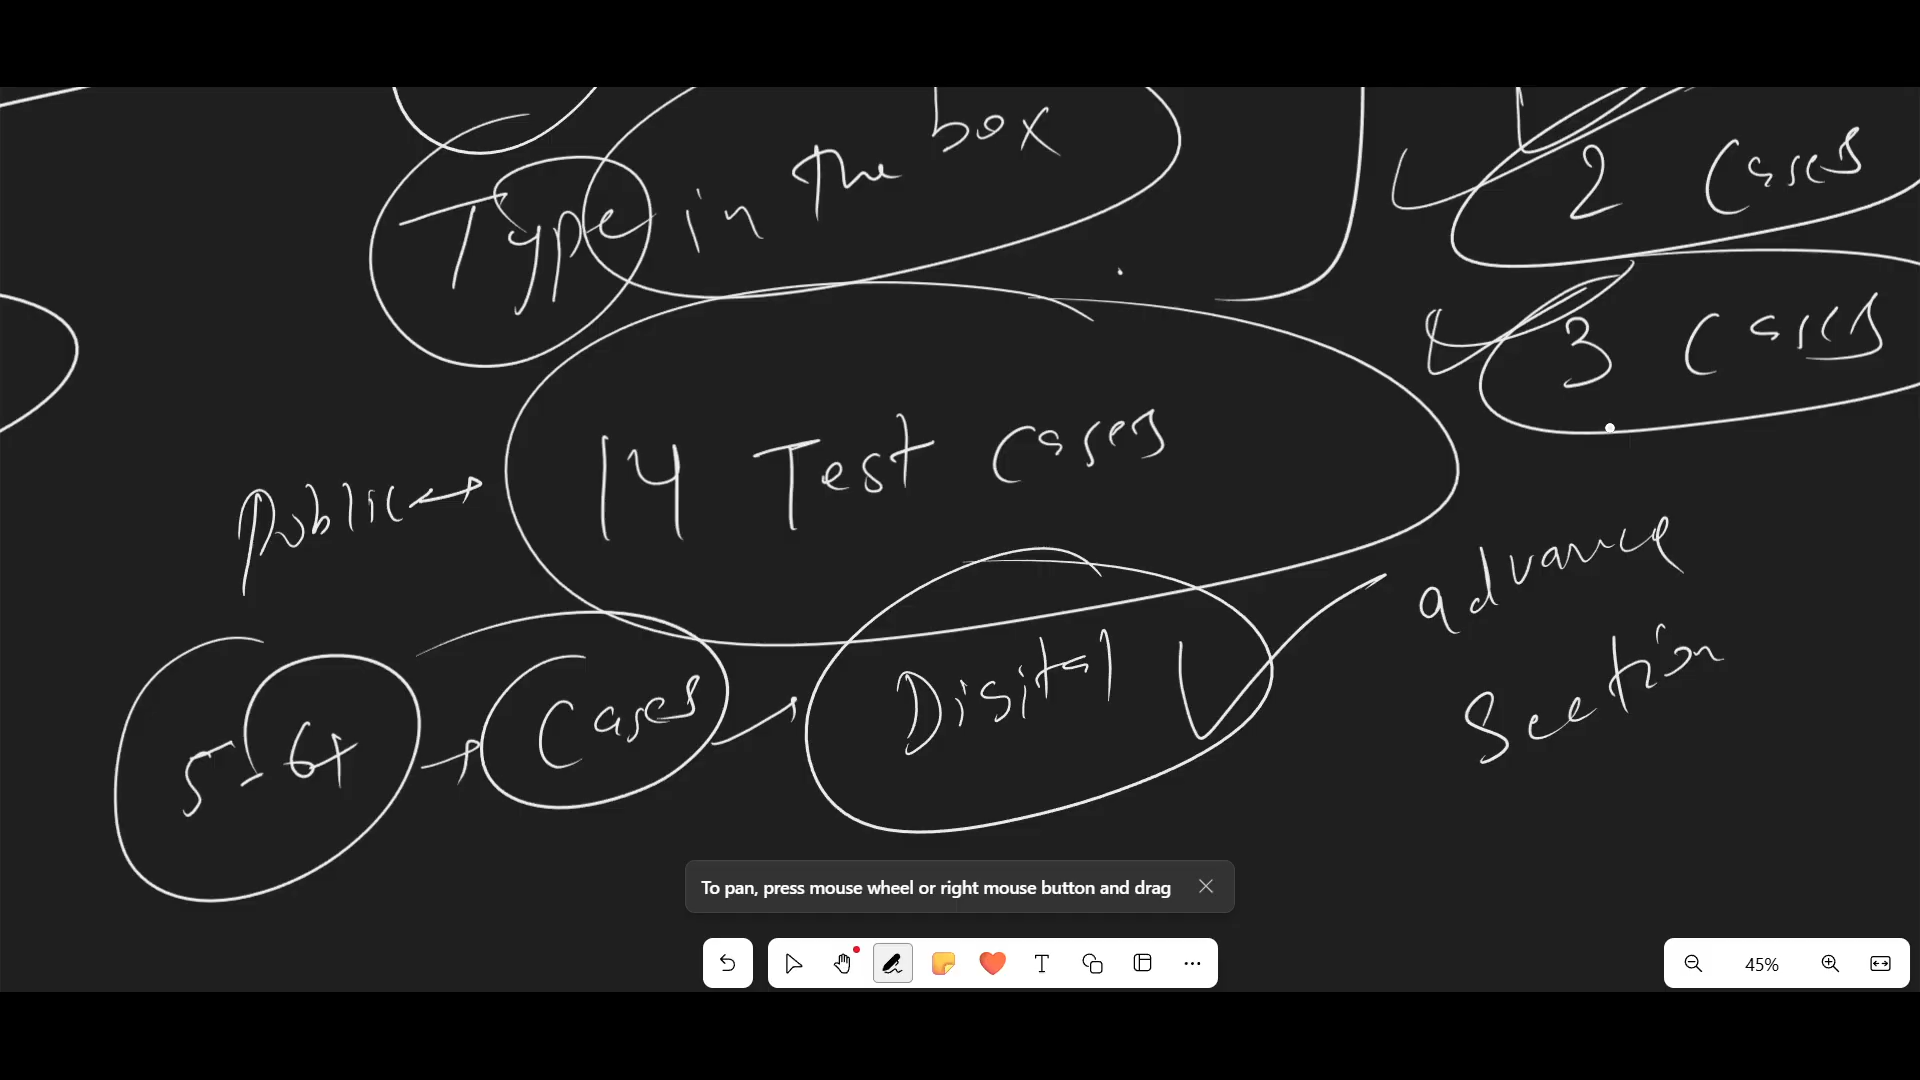 Type in the box
2 Cases
3 Cases
14 Test Cases
Public
advance
Section
5-6+
Cases
Digital
To pan, press mouse wheel or right mouse button and drag
T
45%